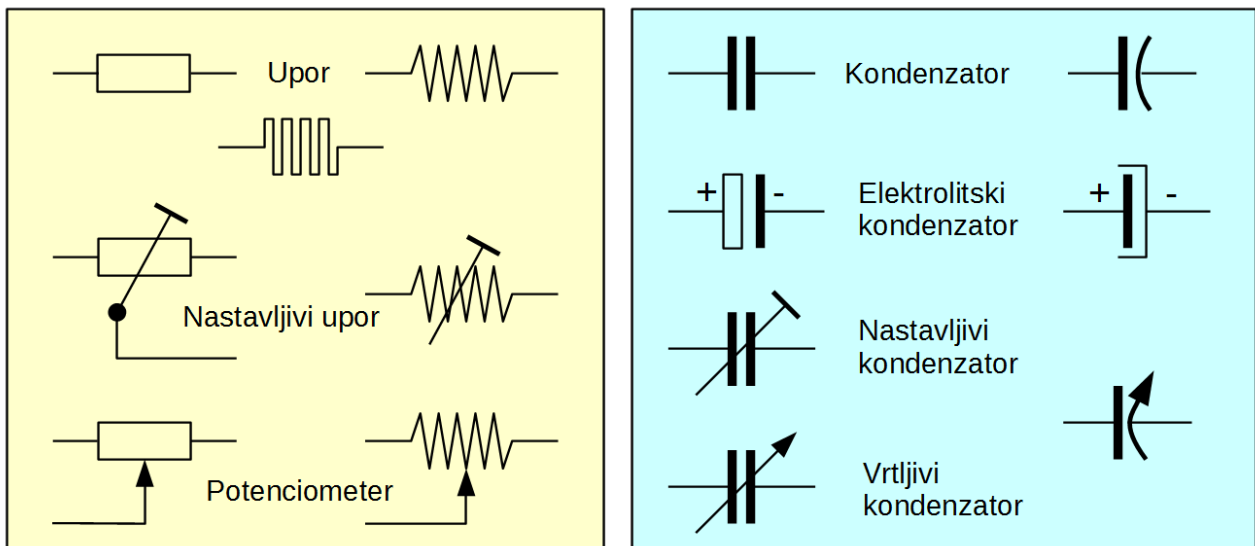 Upor
Nastavljivi upor
Potenciometer
Kondenzator
+ -
Elektrolitski
kondenzator
+ -
Nastavljivi
kondenzator
Vrtljivi
kondenzator